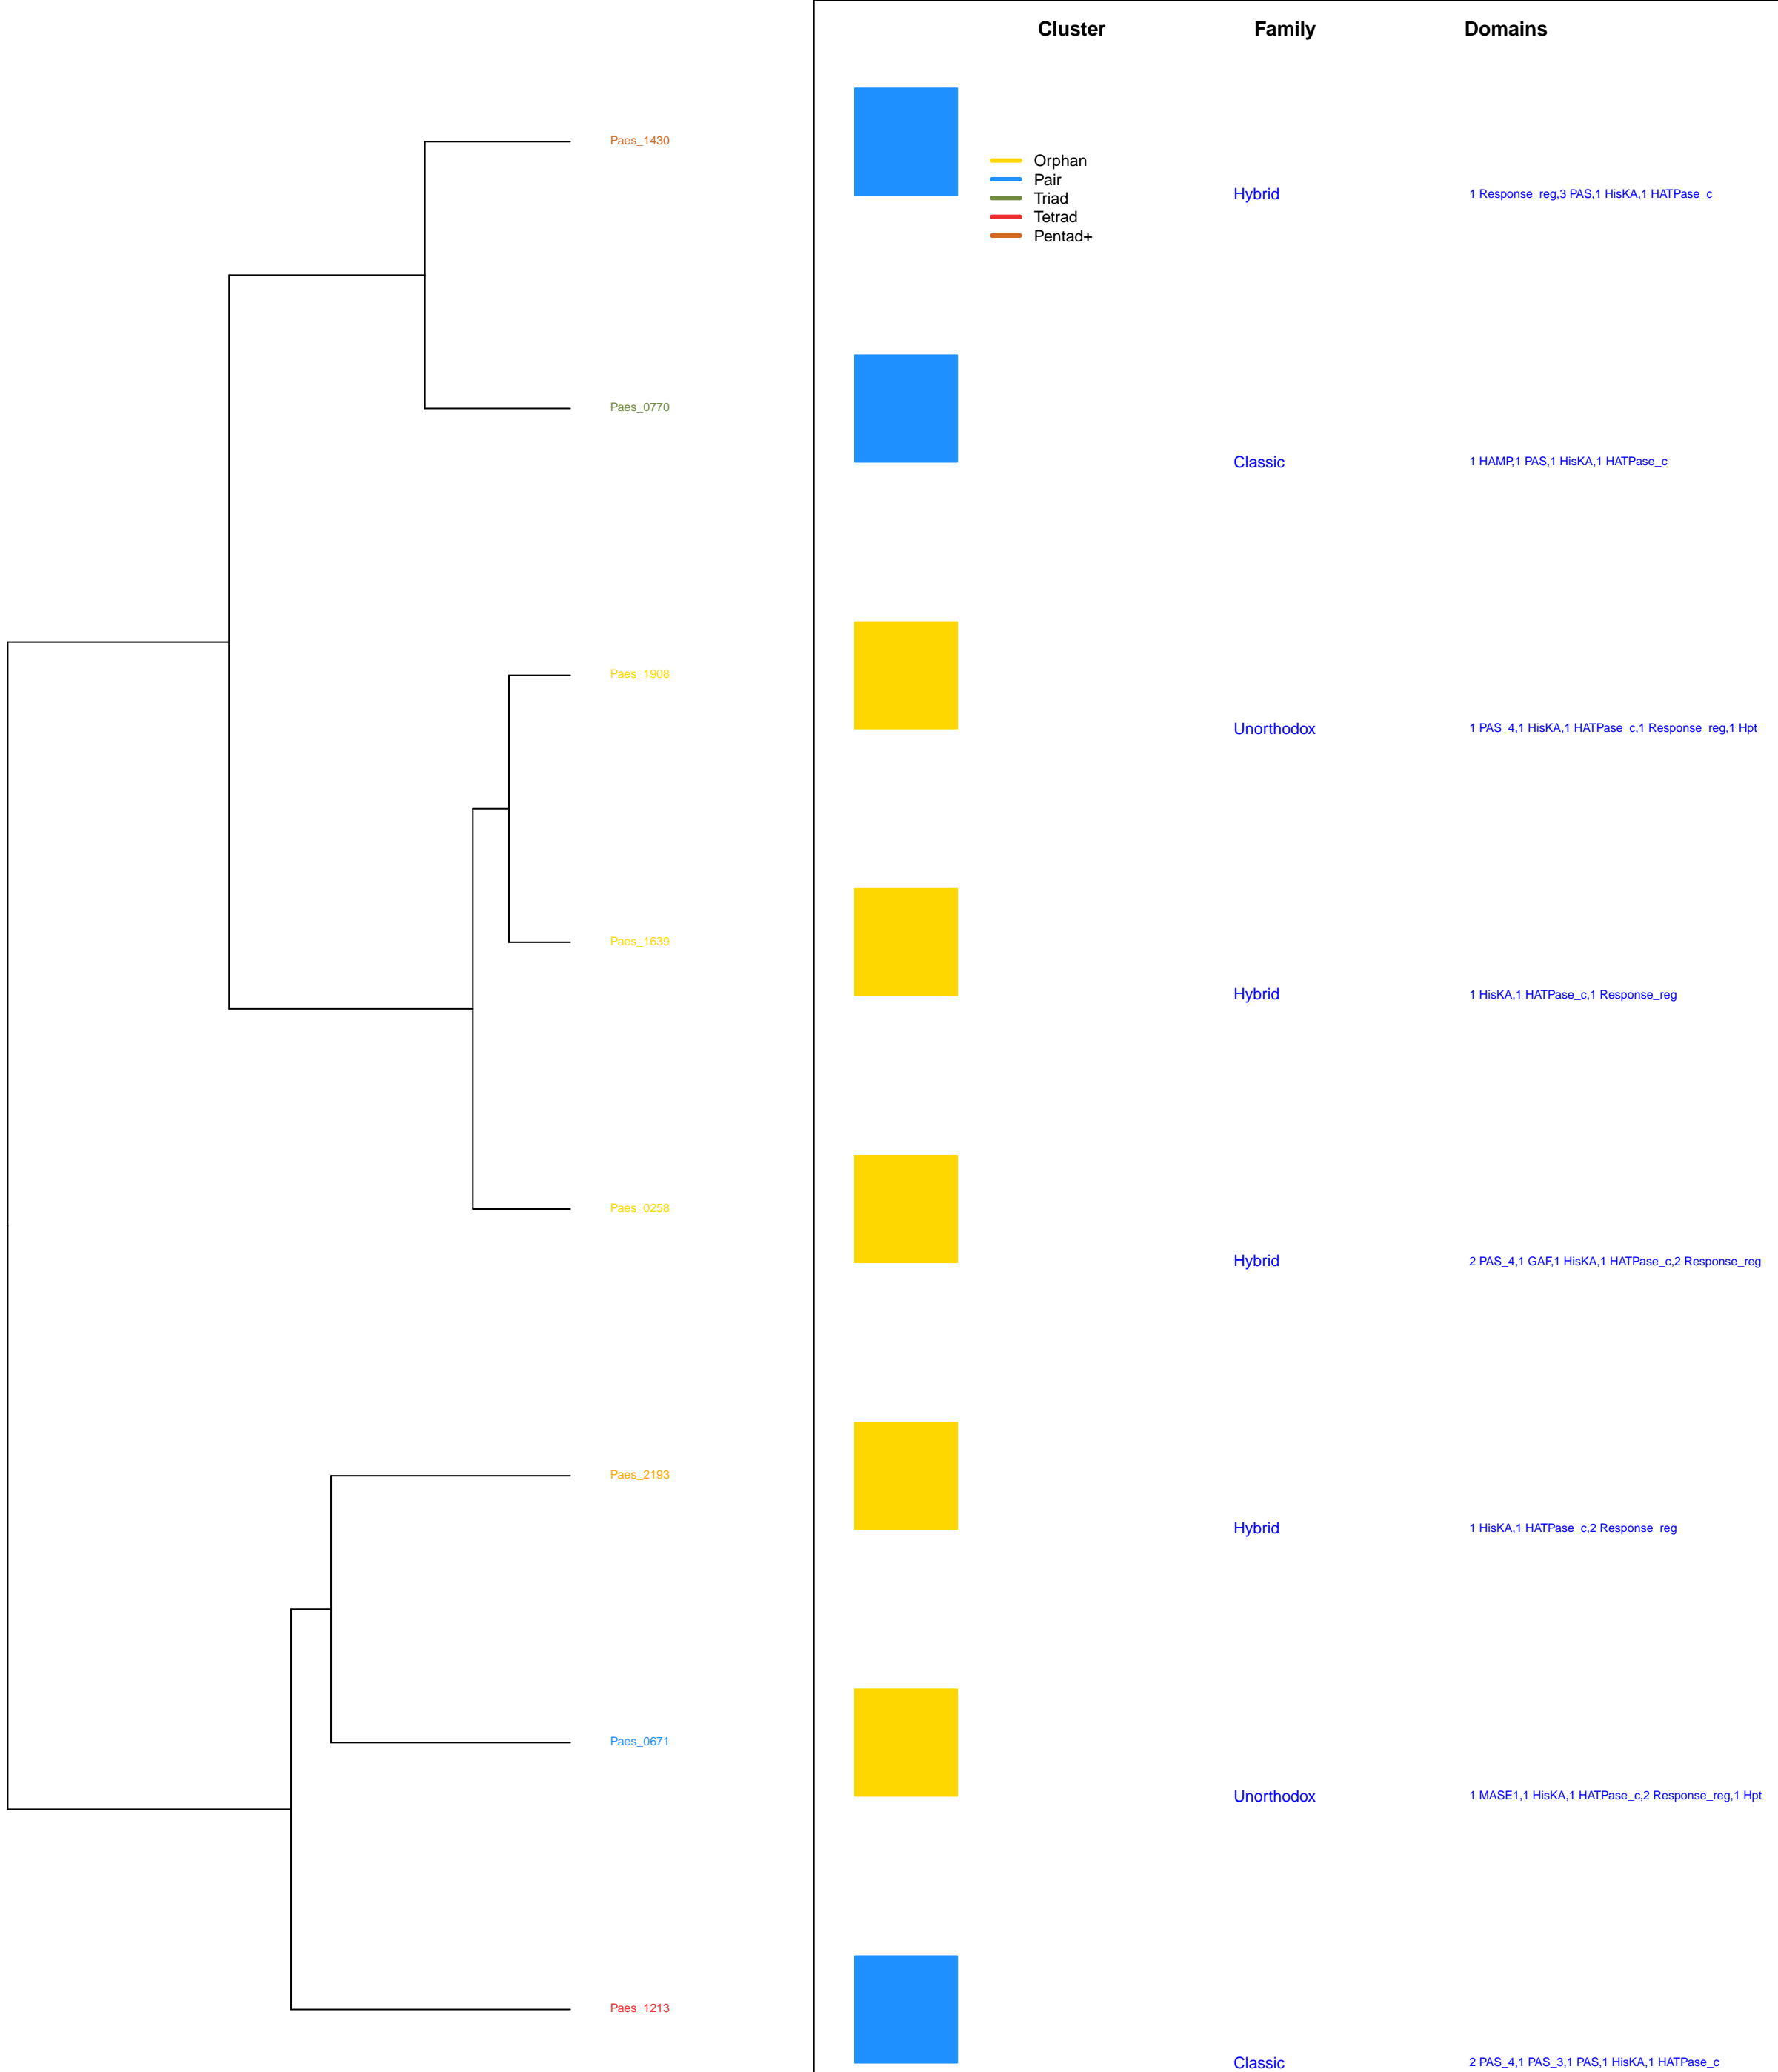 Cluster Family Domains
Paes_1430
Orphan
Pair
Triad
Tetrad
Pentad+
Hybrid 1 Response_reg,3 PAS,1 HisKA,1 HATPase_c
Paes_0770
Classic 1 HAMP,1 PAS,1 HisKA,1 HATPase_c
Paes_1908
Unorthodox 1 PAS_4,1 HisKA,1 HATPase_c,1 Response_reg,1 Hpt
Paes_1639
Hybrid 1 HisKA,1 HATPase_c,1 Response_reg
Paes_0258
Hybrid 2 PAS_4,1 GAF,1 HisKA,1 HATPase_c,2 Response_reg
Paes_2193
Hybrid 1 HisKA,1 HATPase_c,2 Response_reg
Paes_0671
Unorthodox 1 MASE1,1 HisKA,1 HATPase_c,2 Response_reg,1 Hpt
Paes_1213
Classic 2 PAS_4,1 PAS_3,1 PAS,1 HisKA,1 HATPase_c